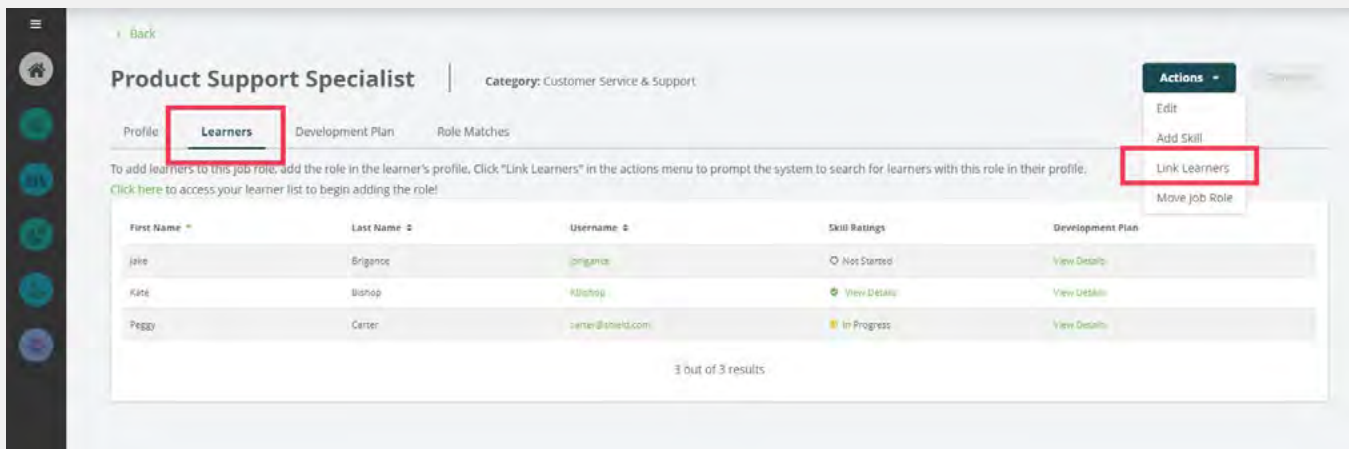 Back
Product Support Specialist
Category: Customer Service & Support
Actions
Edit
Add Skill
Link Learners
Move Job Role
Profile
Learners
Development Plan
Role Matches
To add learners to this job role, add the role in the learner's profile. Click "Link Learners" in the actions menu to prompt the system to search for learners with this role in their profile.
Click here to access your learner list to begin adding the role!
First Name Last Name Username Skill Ratings Development Plan
Jake Brigance Not Started View Details
Kate Bishop KBishop View Details View Details
Peggy Carter carter@shield.com In Progress View Details
3 out of 3 results